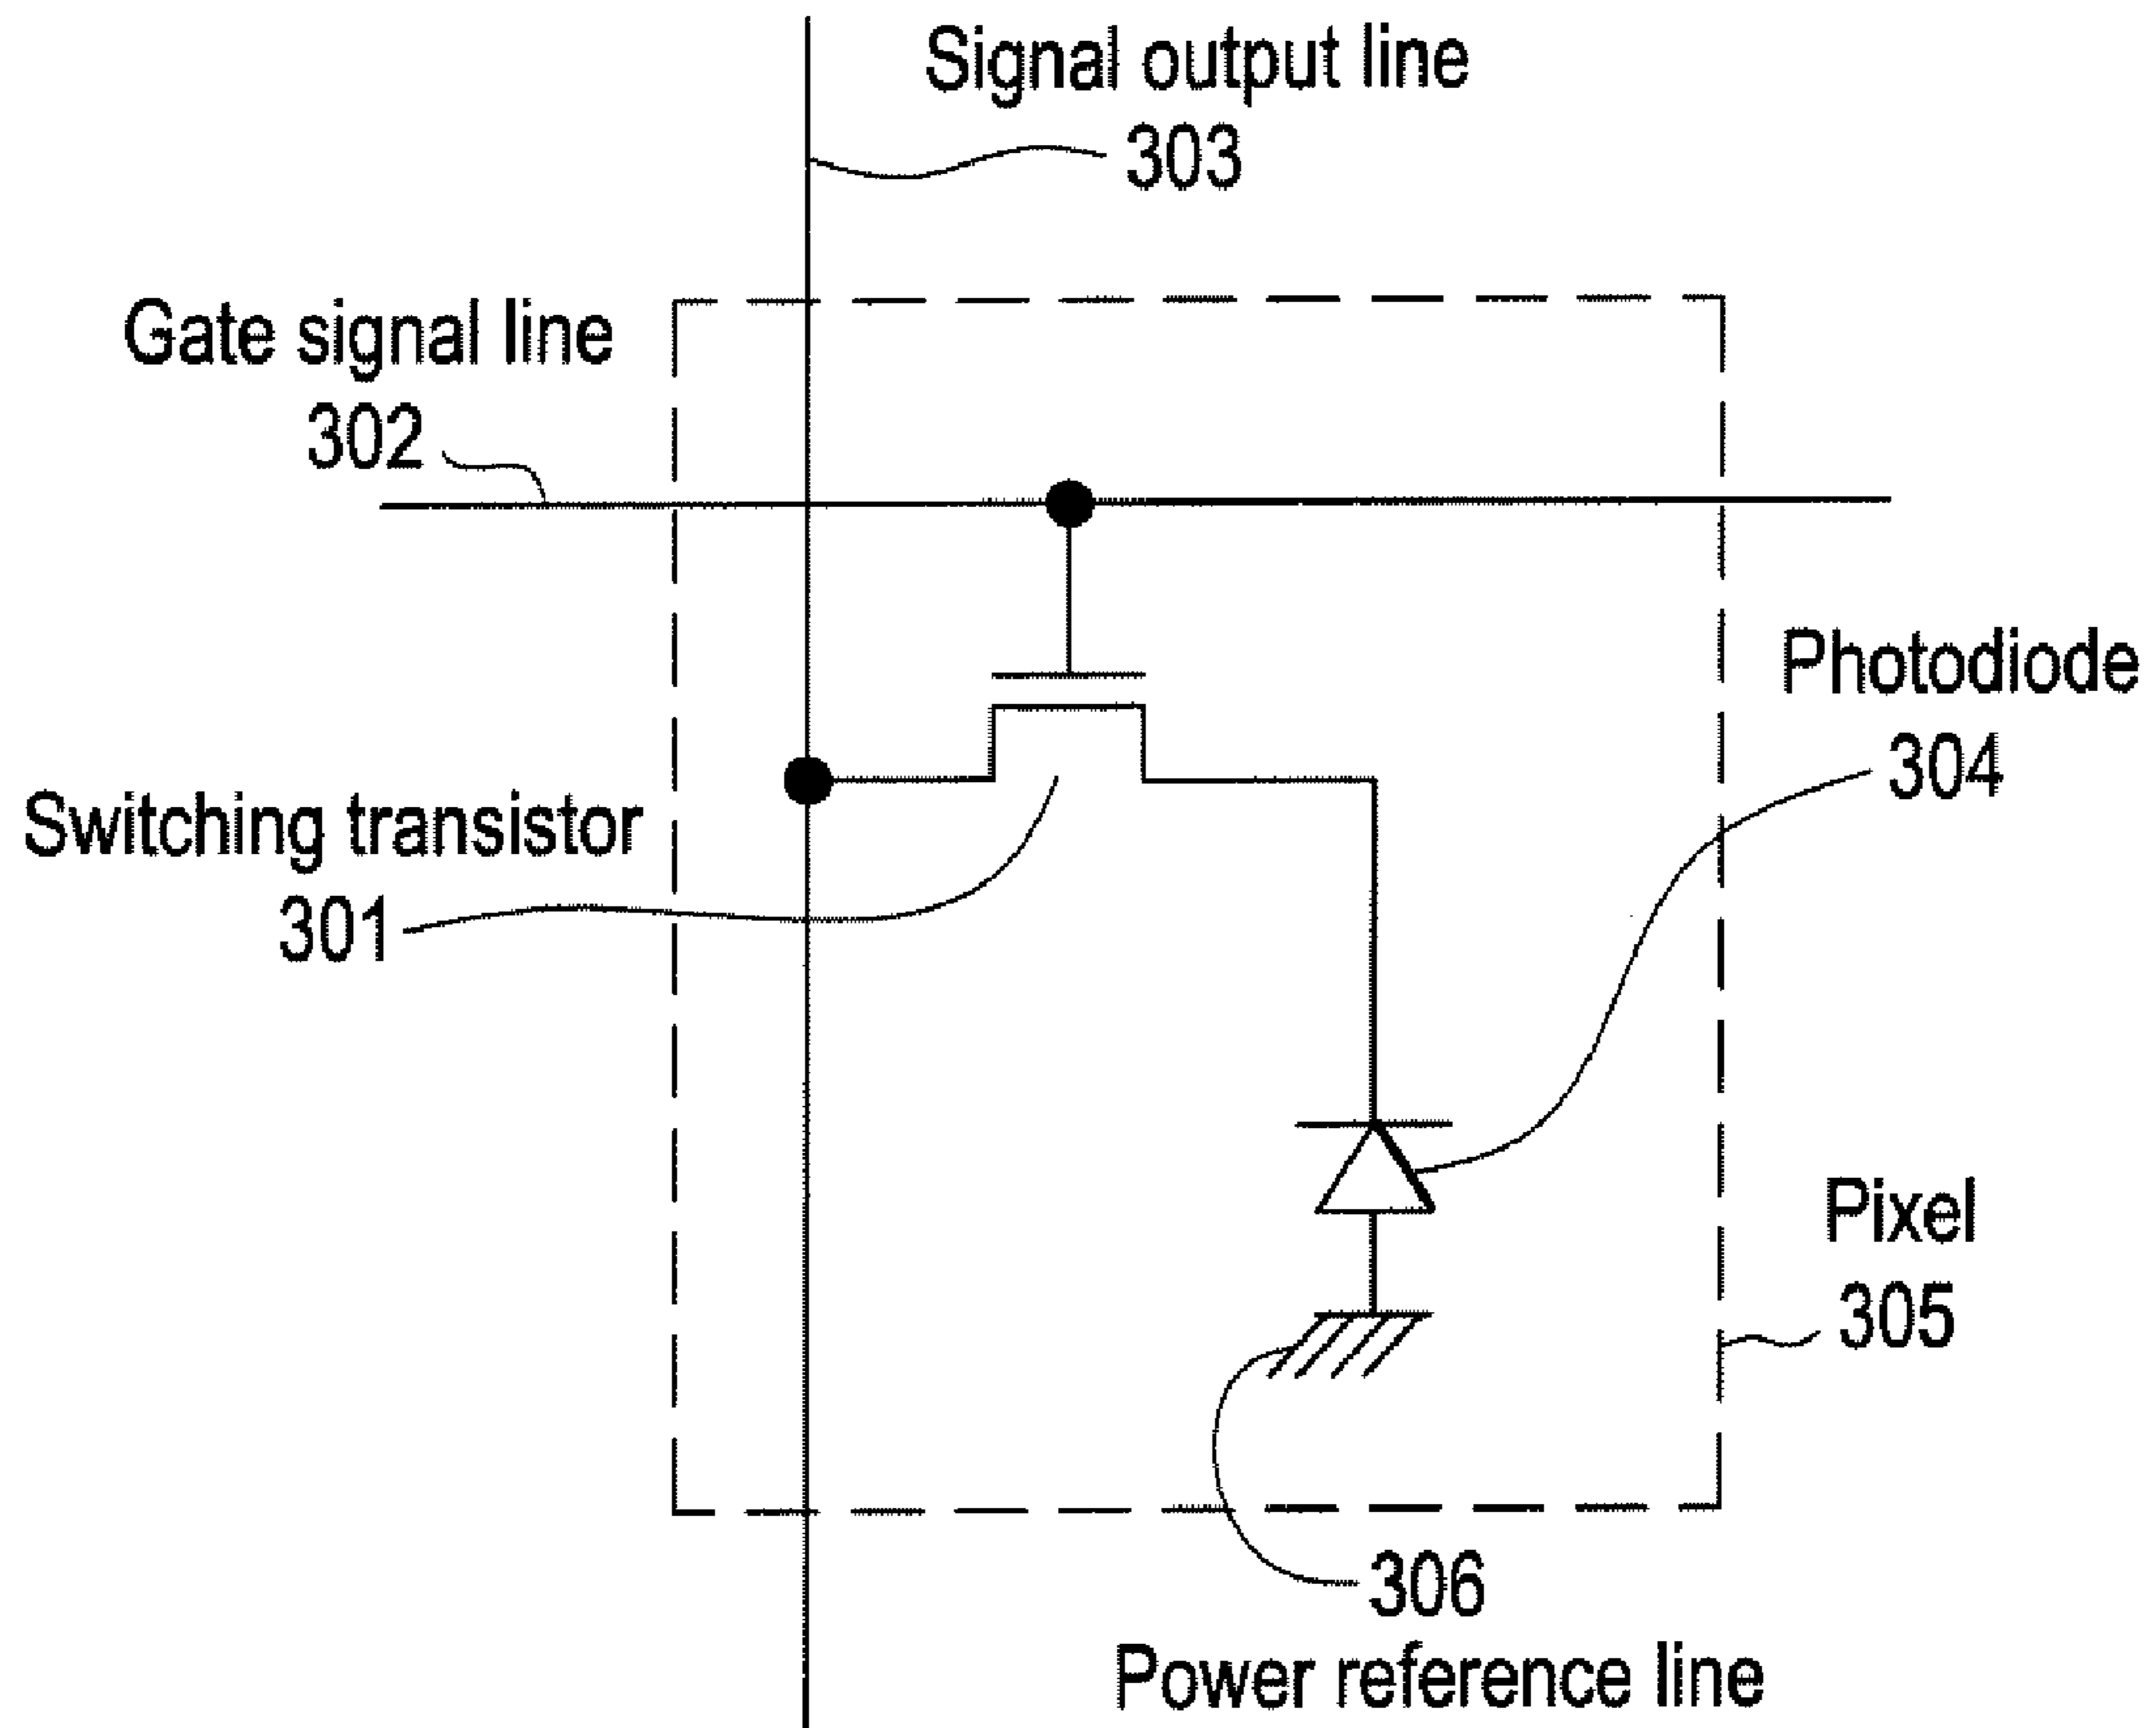 Signal output line
303
Gate signal line
302
Photodiode
304
Switching transistor
301
Pixel
305
306
Power reference line